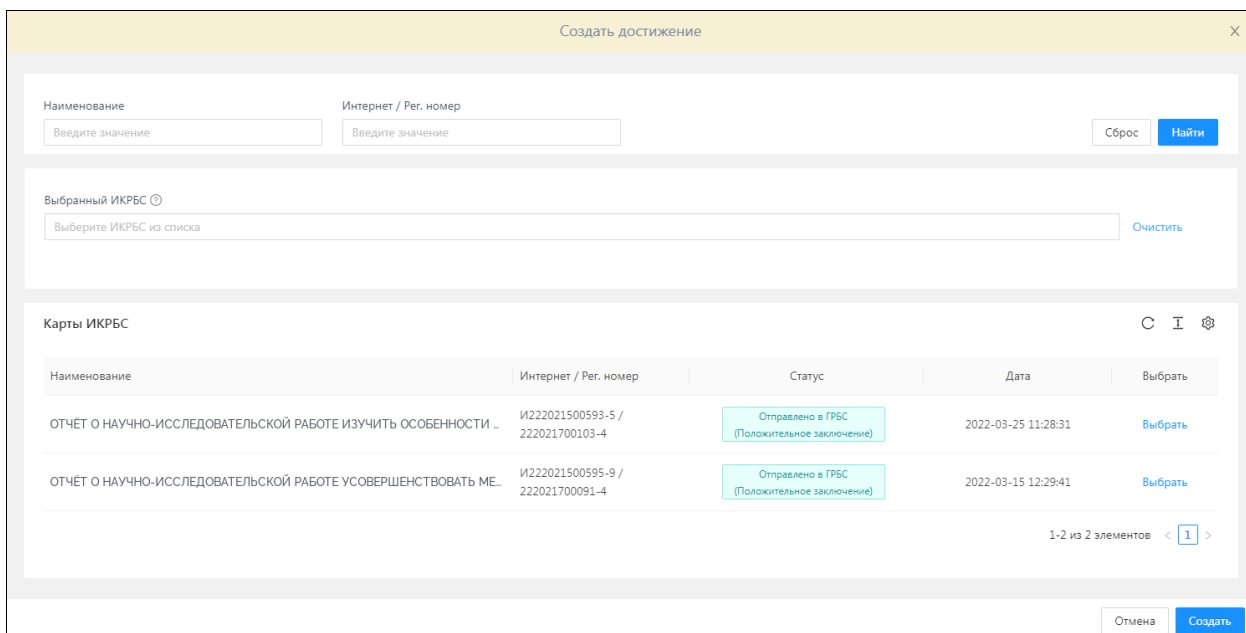 Создать достижение X
Наименование Интернет / Рег. номер
Введите значение Введите значение Сброс Найти
Выбранный ИКРБС ?
Выберите ИКРБС из списка Очистить
Карты ИКРБС
Наименование Интернет / Рег. номер Статус Дата Выбрать
ОТЧЁТ О НАУЧНО-ИССЛЕДОВАТЕЛЬСКОЙ РАБОТЕ ИЗУЧИТЬ ОСОБЕННОСТИ ... И222021500593-5 / Отправлено в ГРБС 2022-03-25 11:28:31 Выбрать
222021700103-4 (Положительное заключение)
ОТЧЁТ О НАУЧНО-ИССЛЕДОВАТЕЛЬСКОЙ РАБОТЕ УСОВЕРШЕНСТВОВАТЬ МЕ... И222021500595-9 / Отправлено в ГРБС 2022-03-15 12:29:41 Выбрать
222021700091-4 (Положительное заключение)
1-2 из 2 элементов < 1 >
Отмена Создать